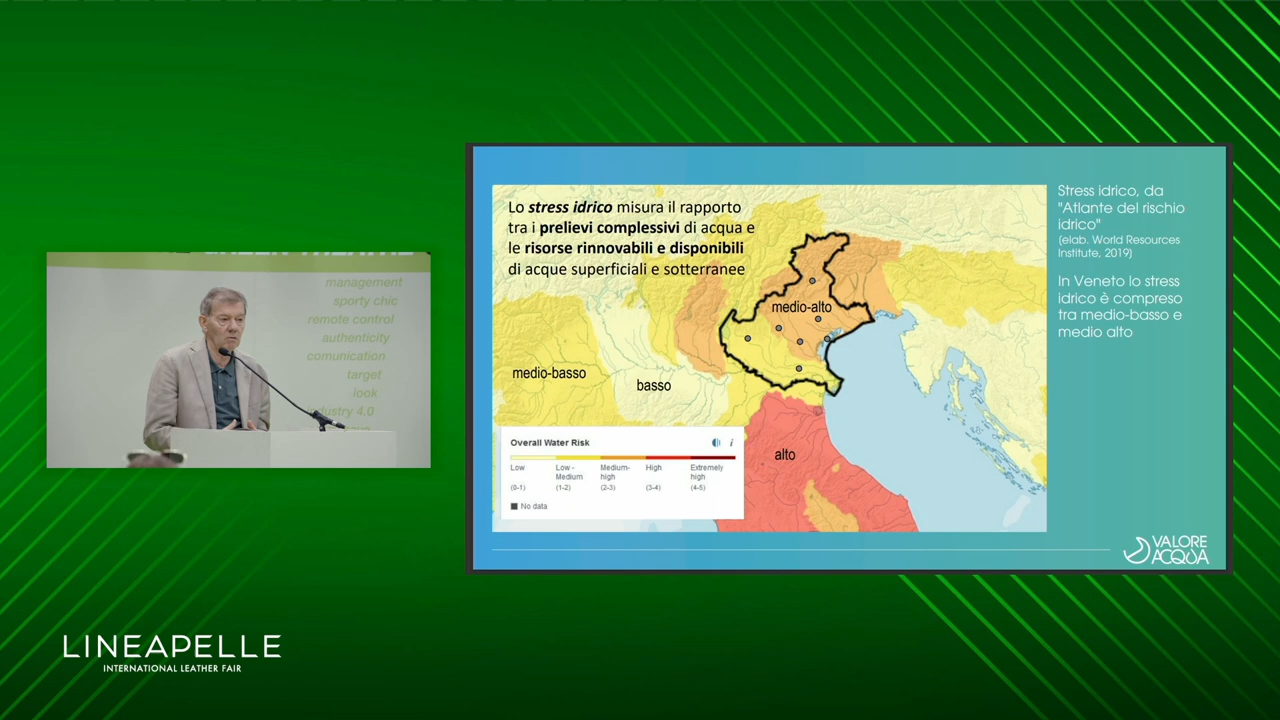 management
sporty chic
remote control
authenticity
comunication
target
look
industry 4.0
LINEAPELLE
INTERNATIONAL LEATHER FAIR
Lo stress idrico misura il rapporto
tra i prelievi complessivi di acqua e
le risorse rinnovabili e disponibili
di acque superficiali e sotterranee
medio-alto
medio-basso
basso
alto
Overall Water Risk
i
Low
(0-1)
Low -
Medium
(1-2)
Medium-
high
(2-3)
High
(3-4)
Extremely
high
(4-5)
No data
Stress idrico, da
"Atlante del rischio
idrico"
(elab. World Resources
Institute, 2019)
In Veneto lo stress
idrico è compreso
tra medio-basso e
medio alto
VALORE
ACQUA